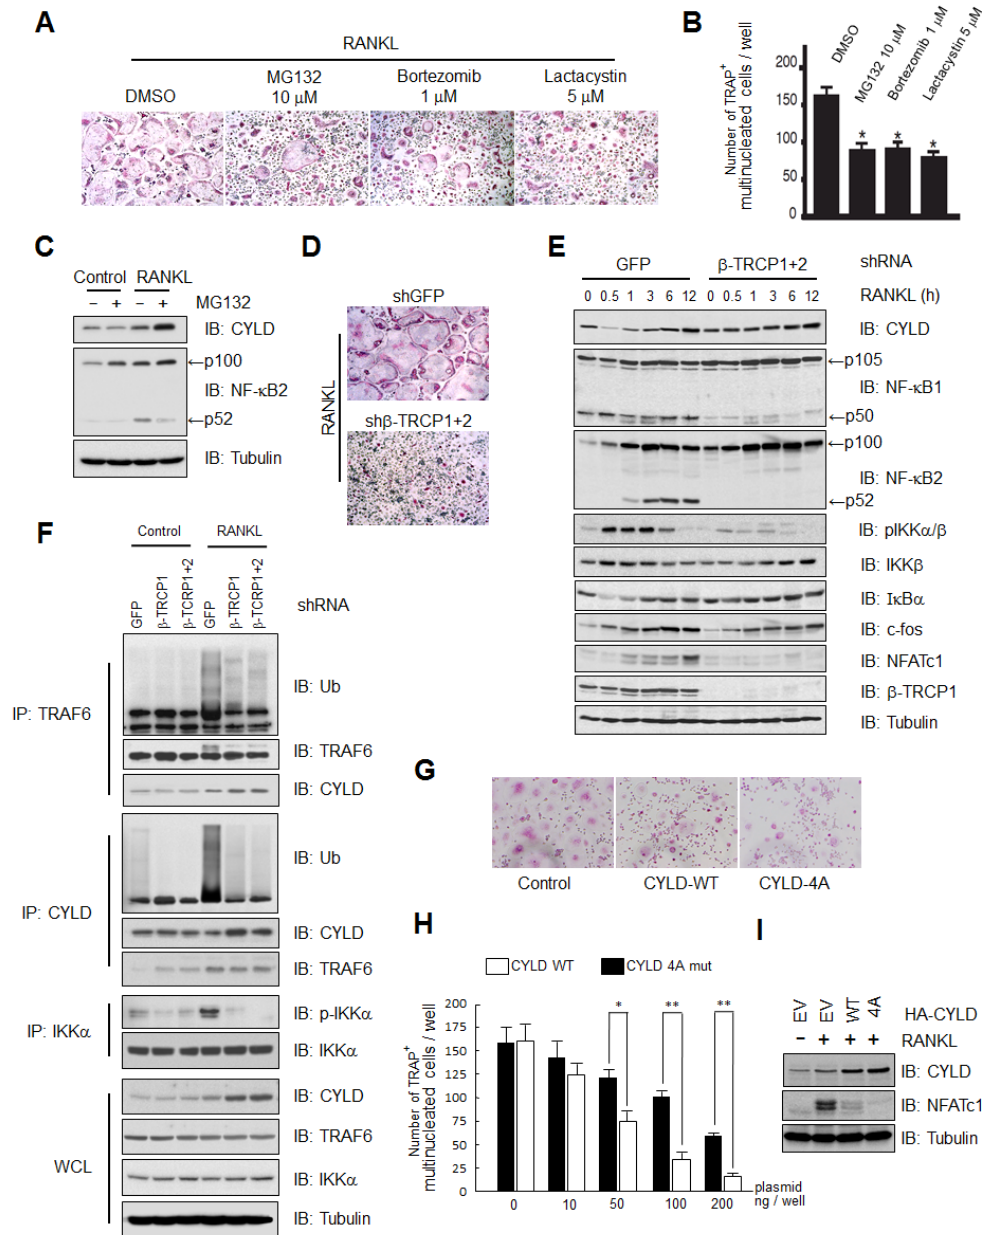 A
RANKL
DMSO
MG132
10 μM
Bortezomib
1 μM
Lactacystin
5 μM
B
DMSO
MG132 10 μM
Bortezomib 1 μM
Lactacystin 5 μM
Number of TRAP+
multinucleated cells / well
200
150
100
50
0
*
*
*
C
Control RANKL
− + − + MG132
IB: CYLD
←p100
IB: NF-κB2
←p52
IB: Tubulin
D
shGFP
RANKL
shβ-TRCP1+2
E
GFP β-TRCP1+2 shRNA
0 0.5 1 3 6 12 0 0.5 1 3 6 12 RANKL (h)
IB: CYLD
←p105
IB: NF-κB1
←p50
←p100
IB: NF-κB2
←p52
IB: pIKKα/β
IB: IKKβ
IB: IκBα
IB: c-fos
IB: NFATc1
IB: β-TRCP1
IB: Tubulin
F
Control RANKL
GFP
β-TRCP1
β-TCRP1+2
GFP
β-TRCP1
β-TCRP1+2
shRNA
IP: TRAF6
IB: Ub
IB: TRAF6
IB: CYLD
IP: CYLD
IB: Ub
IB: CYLD
IB: TRAF6
IP: IKKα
IB: p-IKKα
IB: IKKα
WCL
IB: CYLD
IB: TRAF6
IB: IKKα
IB: Tubulin
G
Control CYLD-WT CYLD-4A
H
CYLD WT CYLD 4A mut
Number of TRAP+
multinucleated cells / well
200
175
150
125
100
75
50
25
0
* ** **
0 10 50 100 200
plasmid
ng / well
I
EV EV WT 4A HA-CYLD
− + + + RANKL
IB: CYLD
IB: NFATc1
IB: Tubulin